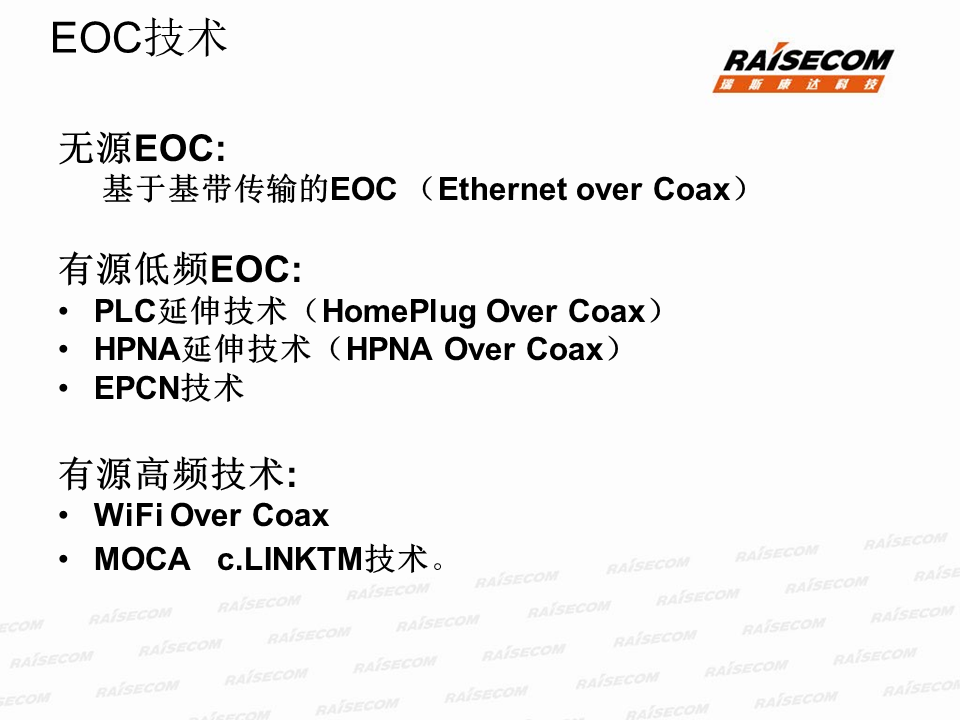 EOC技术
RAISECOM
瑞斯康达科技
无源EOC:
基于基带传输的EOC （Ethernet over Coax）
有源低频EOC:
• PLC延伸技术（HomePlug Over Coax）
• HPNA延伸技术（HPNA Over Coax）
• EPCN技术
有源高频技术:
• WiFi Over Coax
• MOCA c.LINKTM技术。